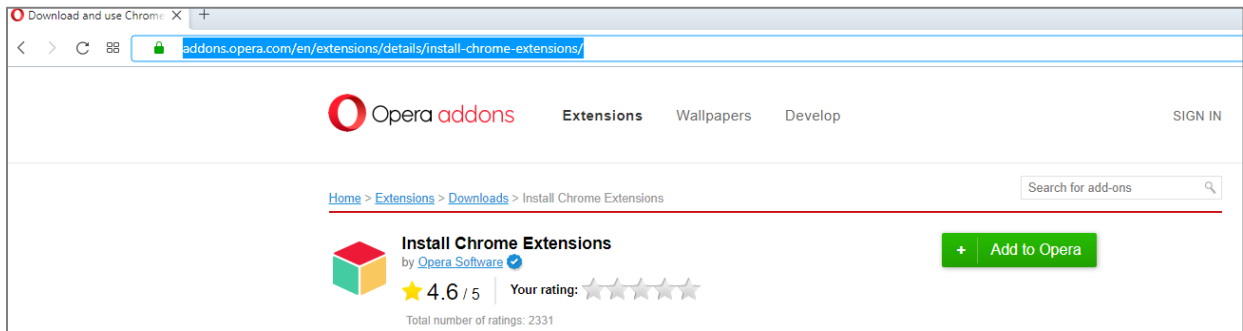 Download and use Chrome
addons.opera.com/en/extensions/details/install-chrome-extensions/
Opera addons Extensions Wallpapers Develop SIGN IN
Home > Extensions > Downloads > Install Chrome Extensions Search for add-ons
Install Chrome Extensions
by Opera Software
+ Add to Opera
4.6 / 5 Your rating:
Total number of ratings: 2331